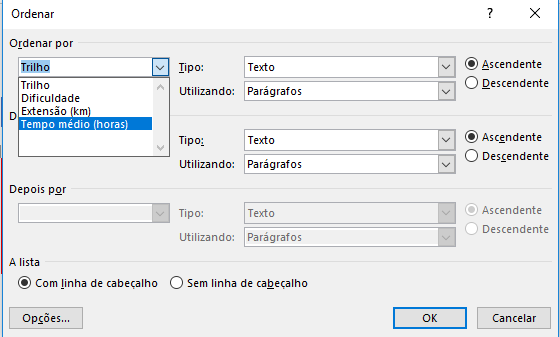 Ordenar ?
Ordenar por
Trilho Tipo: Texto Ascendente
Utilizando: Parágrafos Descendente
Trilho
Dificuldade
Extensão (km)
Tempo médio (horas)
D
Tipo: Texto Ascendente
Utilizando: Parágrafos Descendente
Depois por
Tipo: Texto Ascendente
Utilizando: Parágrafos Descendente
A lista
Com linha de cabeçalho Sem linha de cabeçalho
Opções... OK Cancelar